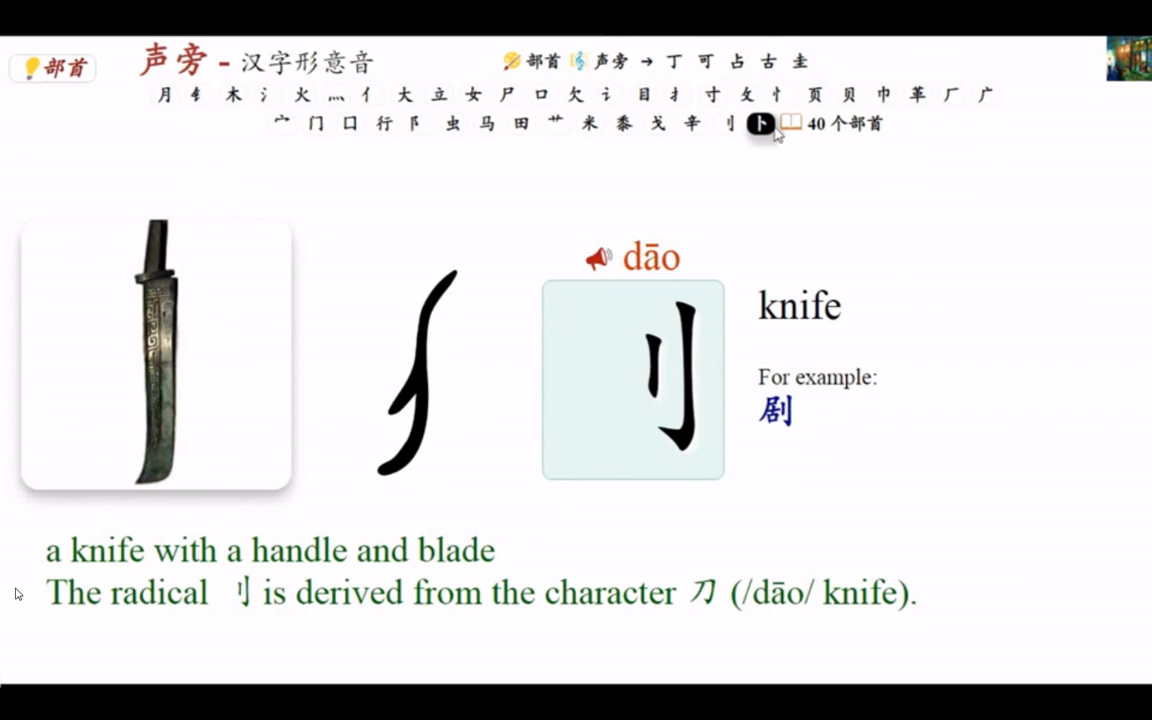 部首
声旁 - 汉字形意音
部首 声旁 → 丁 可 占 古 圭
月 钅 木 氵 火 灬 亻 大 立 女 尸 口 欠 讠 目 扌 寸 攵 忄 页 贝 巾 革 厂 广
宀 门 囗 行 阝 虫 马 田 艹 米 黍 戈 辛 刂 卜 40 个部首
dāo
刂
knife
For example:
剧
a knife with a handle and blade
The radical 刂 is derived from the character 刀 (/dāo/ knife).